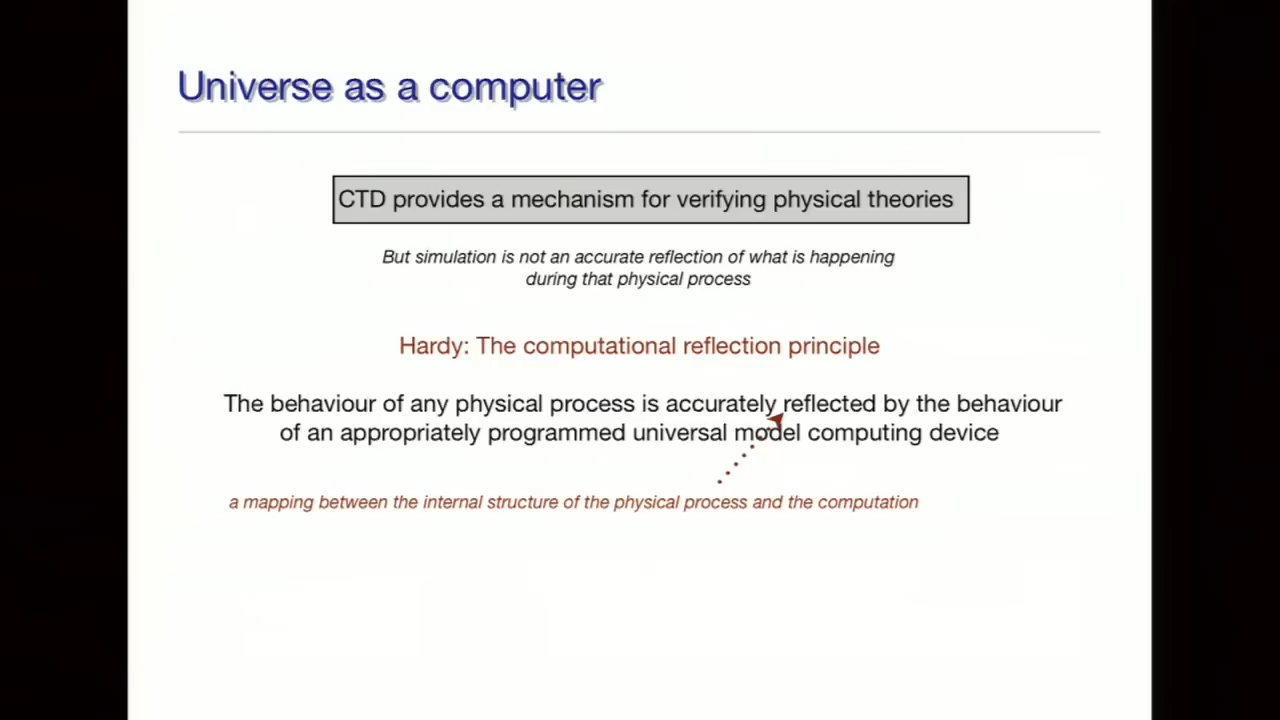 Universe as a computer
CTD provides a mechanism for verifying physical theories
But simulation is not an accurate reflection of what is happening
during that physical process
Hardy: The computational reflection principle
The behaviour of any physical process is accurately reflected by the behaviour
of an appropriately programmed universal model computing device
a mapping between the internal structure of the physical process and the computation